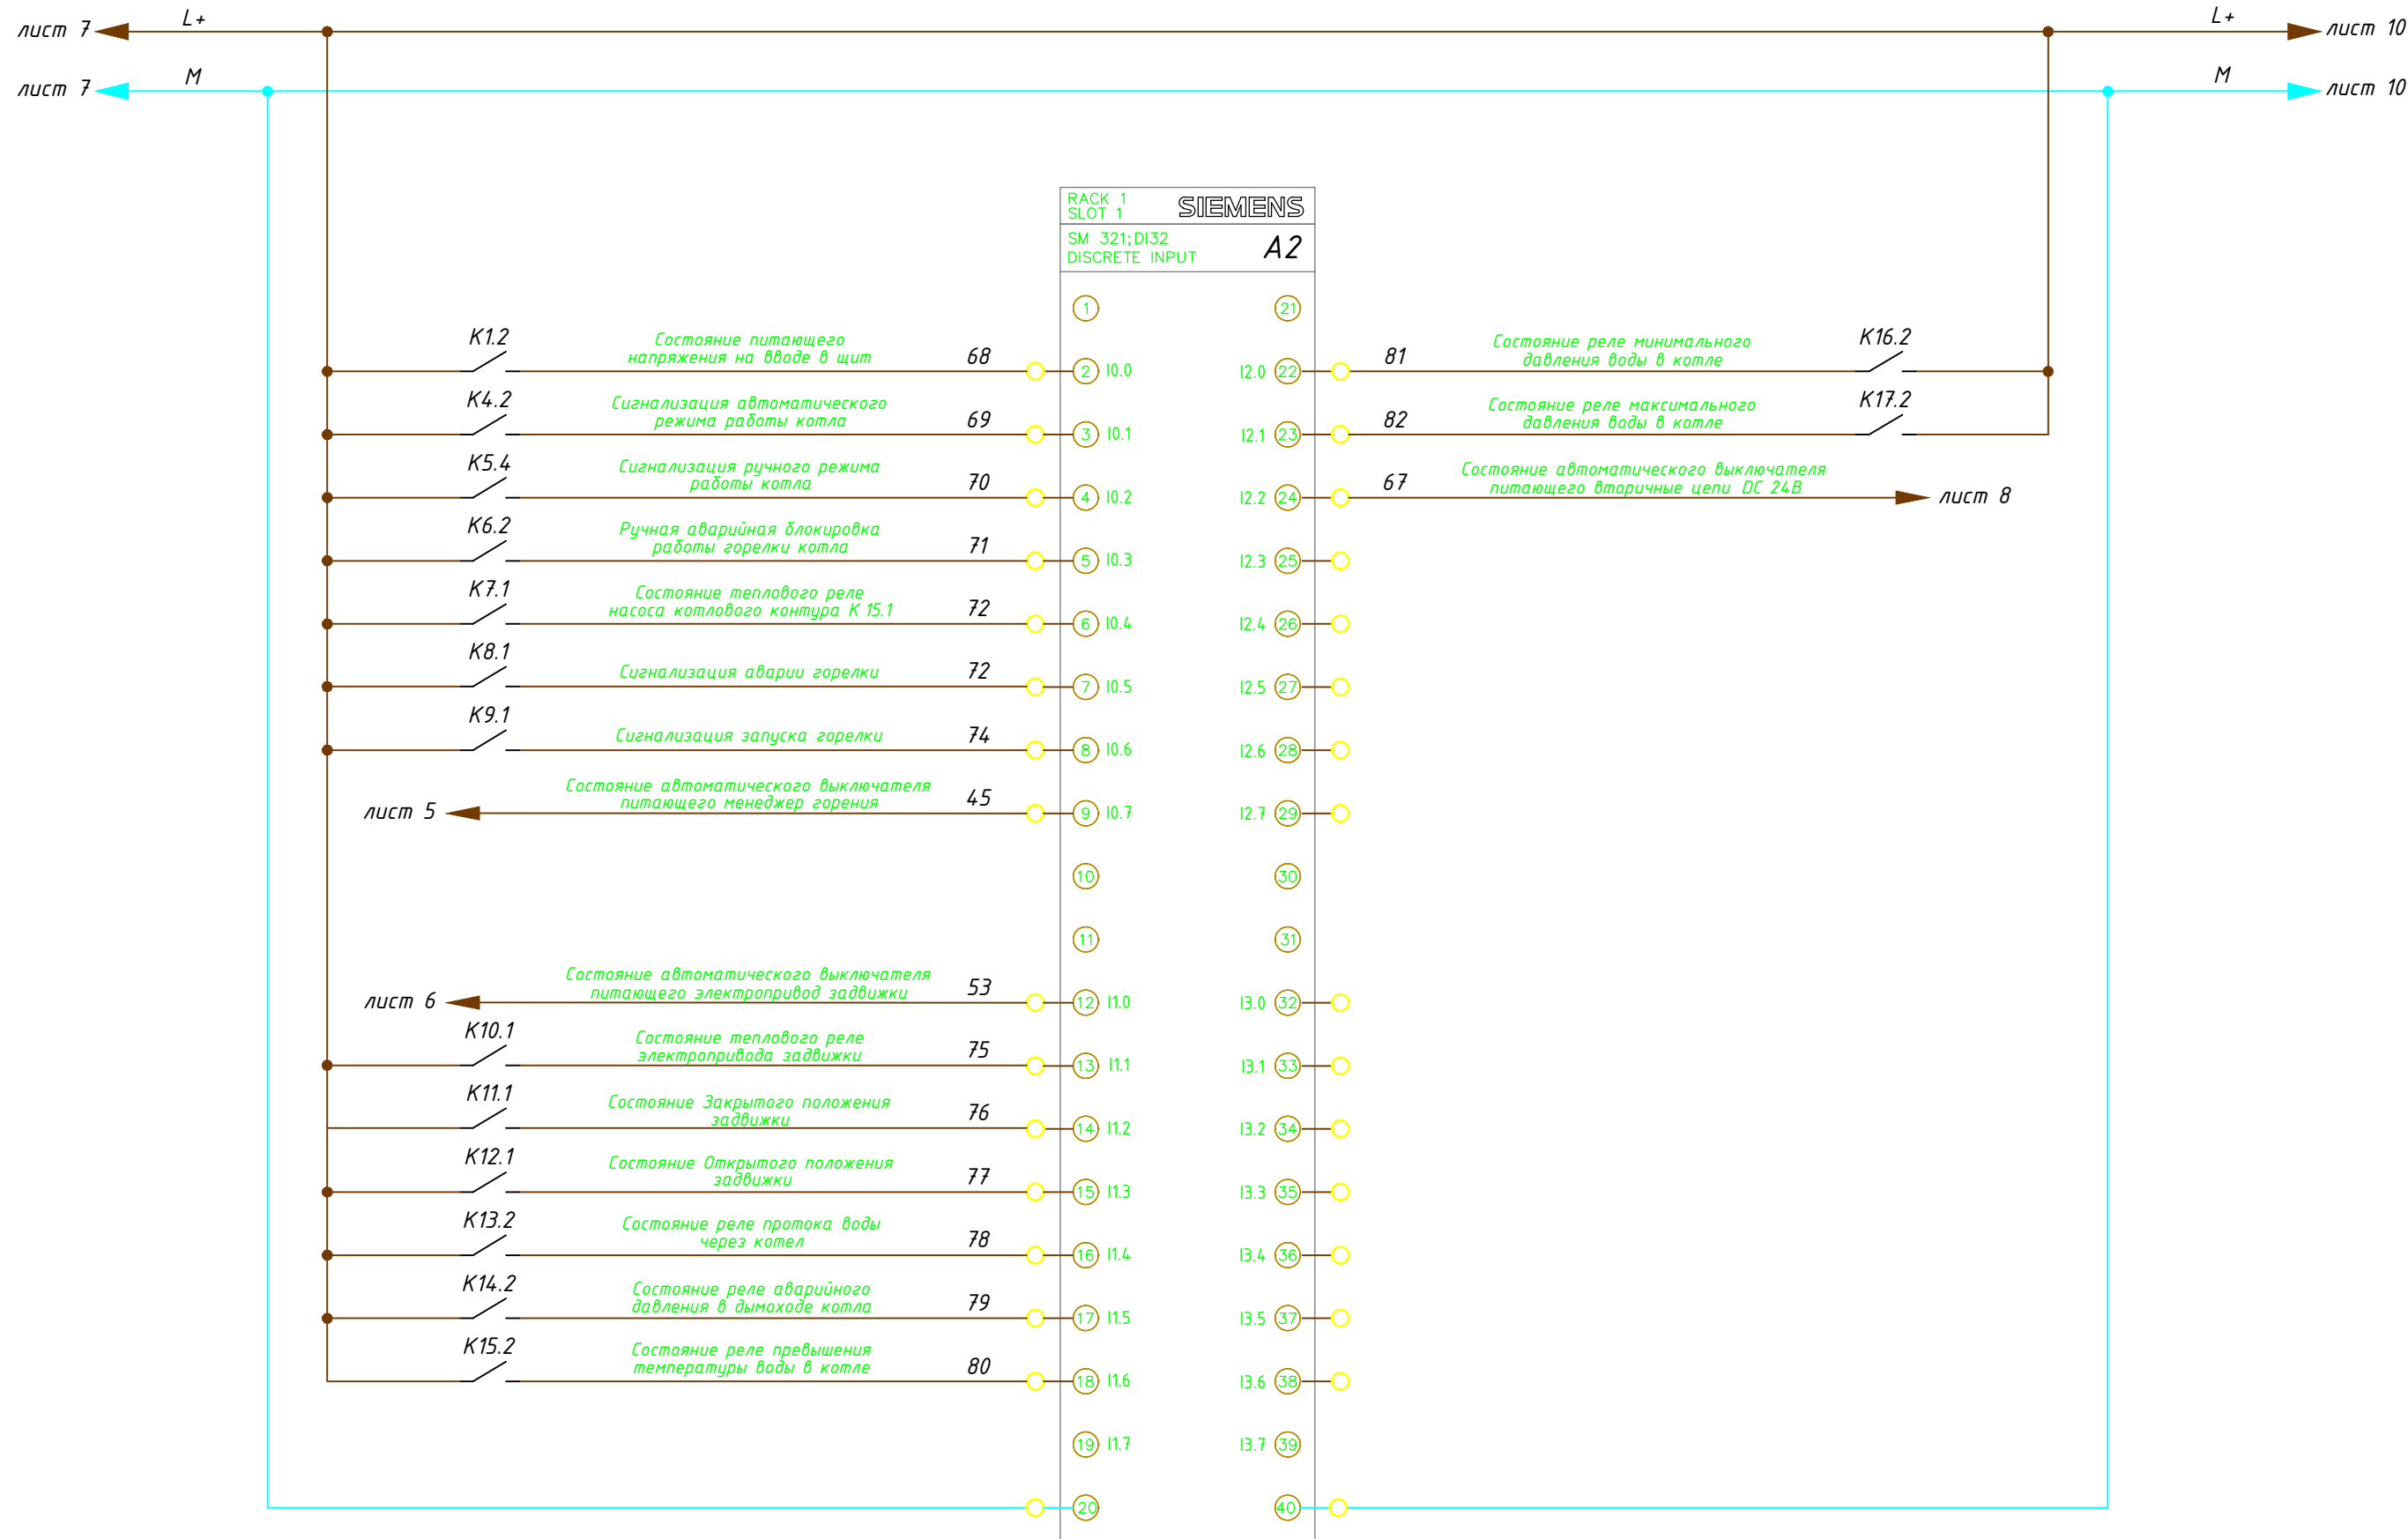 лист 7 L+ L+ лист 10
лист 7 M M лист 10
RACK 1
SLOT 1
SIEMENS
SM 321;DI32
DISCRETE INPUT
A2
1 21
K1.2 Состояние питающего
напряжения на вводе в щит 68 2 I0.0
K4.2 Сигнализация автоматического
режима работы котла 69 3 I0.1
K5.4 Сигнализация ручного режима
работы котла 70 4 I0.2
K6.2 Ручная аварийная блокировка
работы горелки котла 71 5 I0.3
K7.1 Состояние теплового реле
насоса котлового контура К 15.1 72 6 I0.4
K8.1 Сигнализация аварии горелки 72 7 I0.5
K9.1 Сигнализация запуска горелки 74 8 I0.6
Состояние автоматического выключателя
лист 5 питающего менеджер горения 45 9 I0.7
10
11
Состояние автоматического выключателя
лист 6 питающего электропривод задвижки 53 12 I1.0
K10.1 Состояние теплового реле
электропривода задвижки 75 13 I1.1
K11.1 Состояние Закрытого положения
задвижки 76 14 I1.2
K12.1 Состояние Открытого положения
задвижки 77 15 I1.3
K13.2 Состояние реле протока воды
через котел 78 16 I1.4
K14.2 Состояние реле аварийного
давления в дымоходе котла 79 17 I1.5
K15.2 Состояние реле превышения
температуры воды в котле 80 18 I1.6
19 I1.7
20
I2.0 22 81 Состояние реле минимального
давления воды в котле K16.2
I2.1 23 82 Состояние реле максимального
давления воды в котле K17.2
I2.2 24 67 Состояние автоматического выключателя
питающего вторичные цепи DC 24В лист 8
I2.3 25
I2.4 26
I2.5 27
I2.6 28
I2.7 29
30
31
I3.0 32
I3.1 33
I3.2 34
I3.3 35
I3.4 36
I3.5 37
I3.6 38
I3.7 39
40